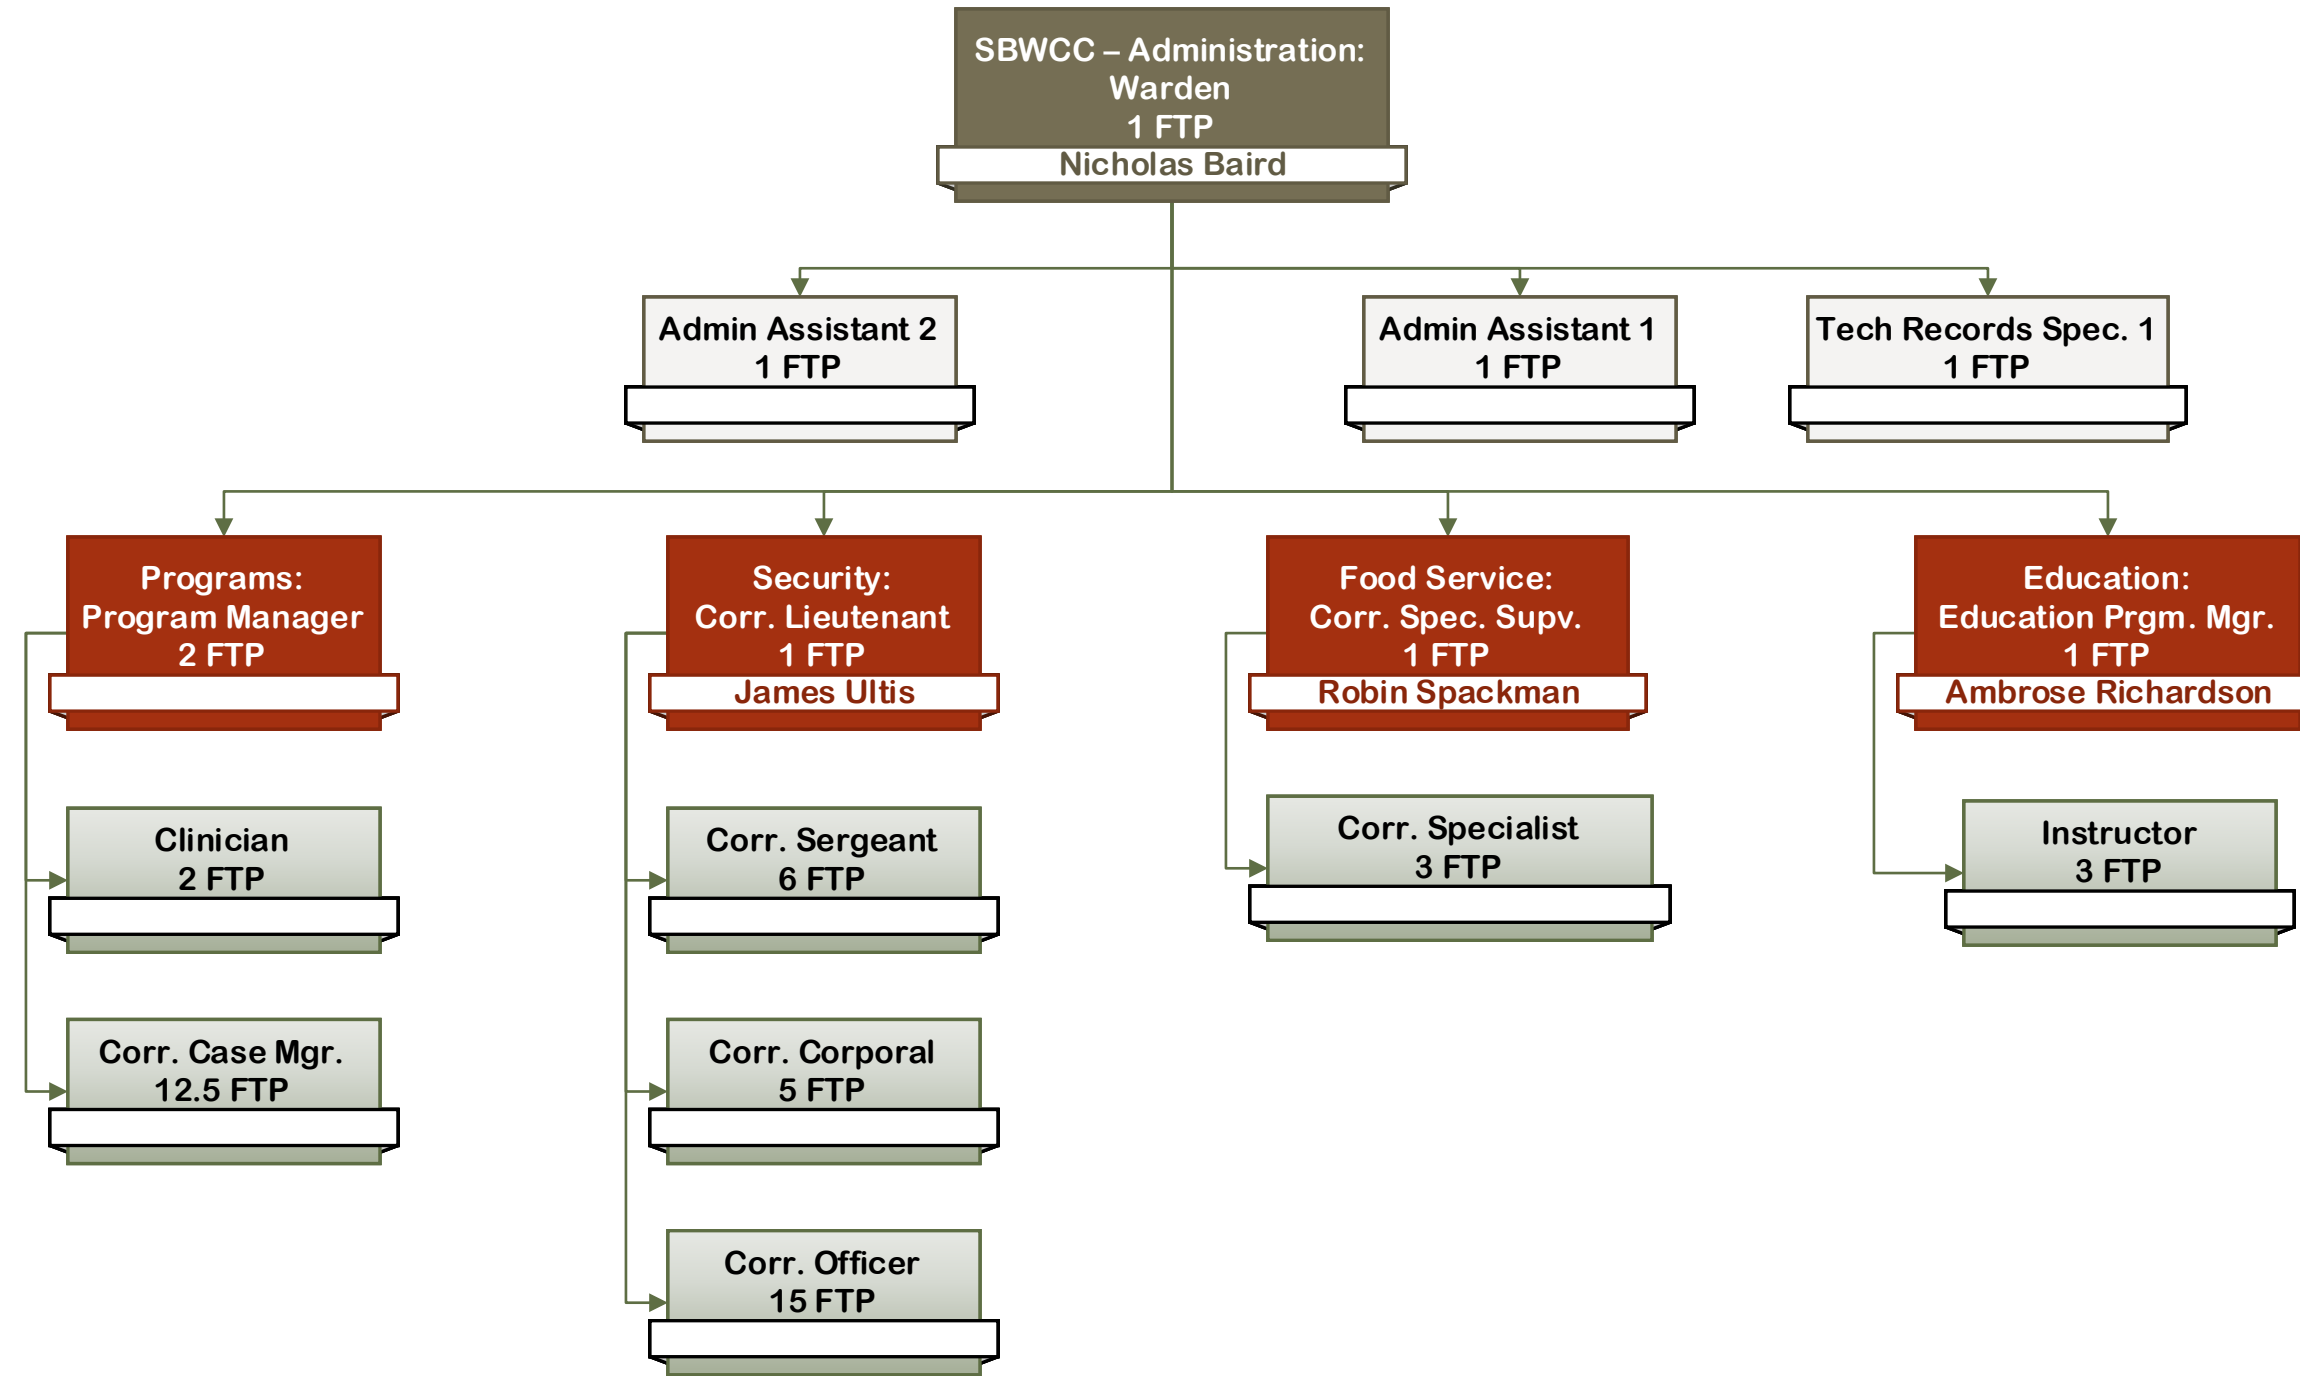 SBWCC – Administration:
Warden
1 FTP
Nicholas Baird
Admin Assistant 2
1 FTP
Admin Assistant 1
1 FTP
Tech Records Spec. 1
1 FTP
Programs:
Program Manager
2 FTP
Security:
Corr. Lieutenant
1 FTP
James Ultis
Food Service:
Corr. Spec. Supv.
1 FTP
Robin Spackman
Education:
Education Prgm. Mgr.
1 FTP
Ambrose Richardson
Clinician
2 FTP
Corr. Sergeant
6 FTP
Corr. Specialist
3 FTP
Instructor
3 FTP
Corr. Case Mgr.
12.5 FTP
Corr. Corporal
5 FTP
Corr. Officer
15 FTP